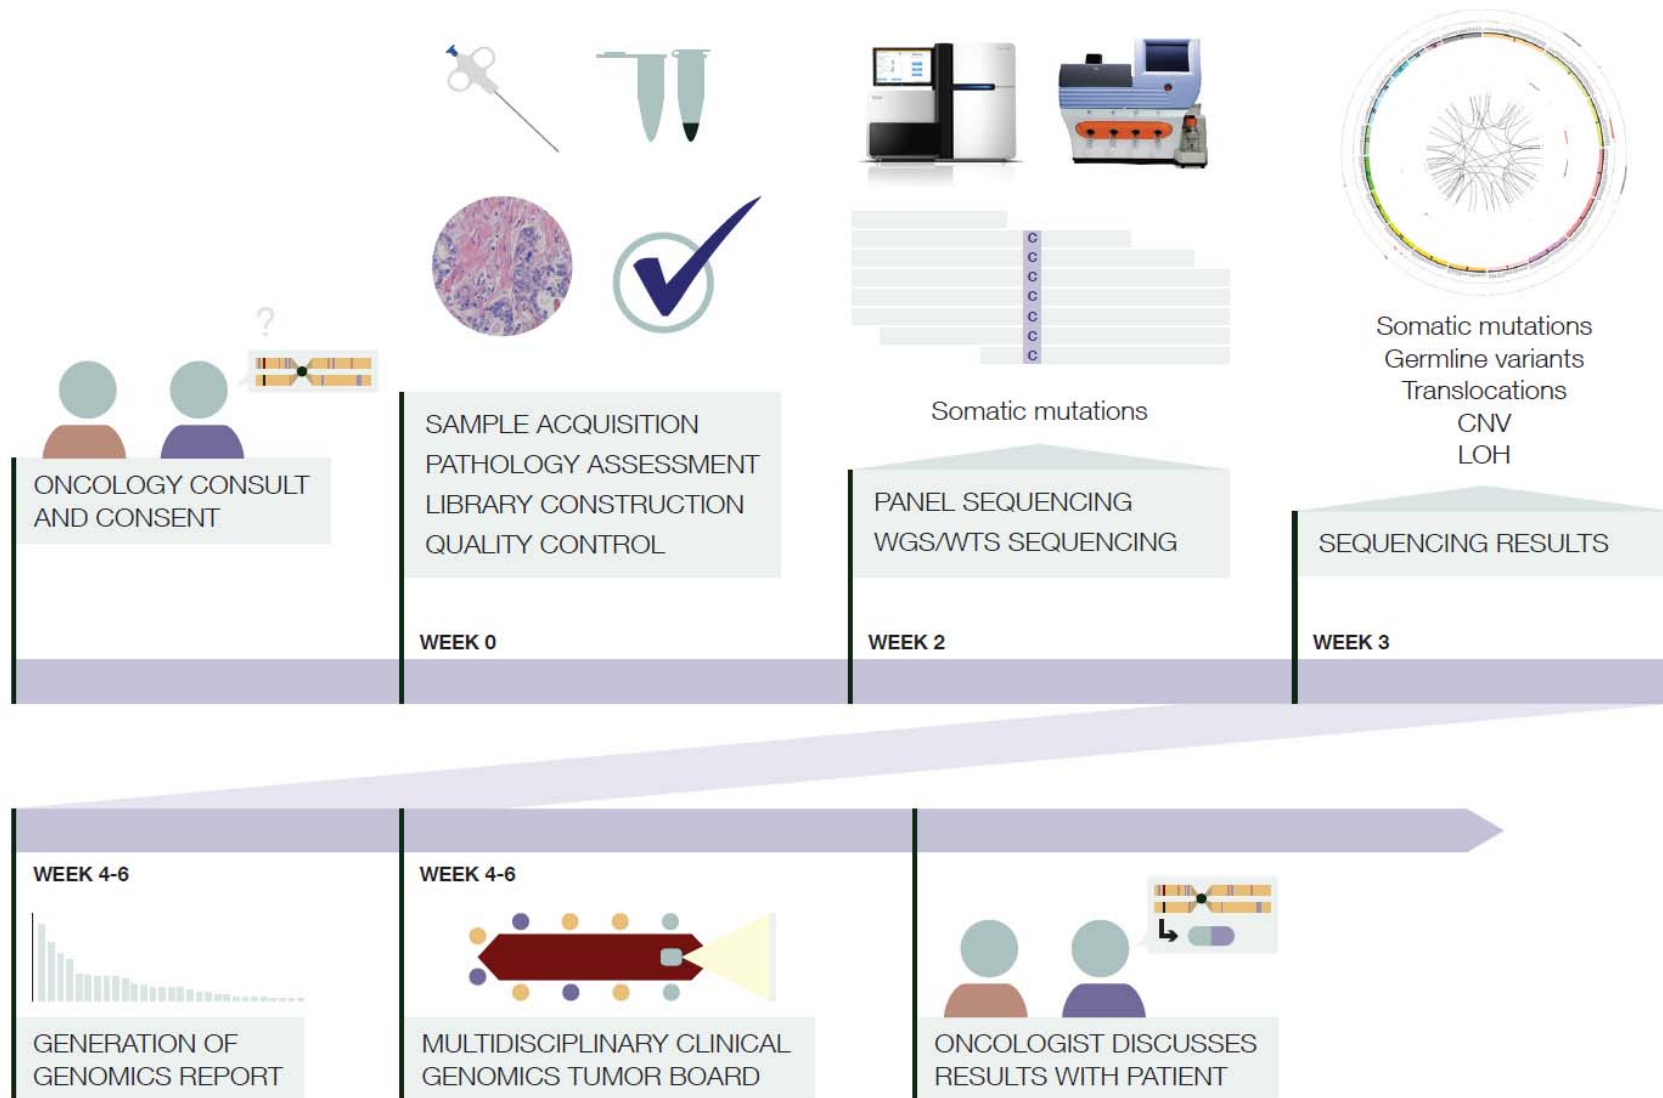 ?
C
C
C
C
C
C
C
Somatic mutations
Somatic mutations
Germline variants
Translocations
CNV
LOH
ONCOLOGY CONSULT
AND CONSENT
SAMPLE ACQUISITION
PATHOLOGY ASSESSMENT
LIBRARY CONSTRUCTION
QUALITY CONTROL
PANEL SEQUENCING
WGS/WTS SEQUENCING
SEQUENCING RESULTS
WEEK 0
WEEK 2
WEEK 3
WEEK 4-6
WEEK 4-6
GENERATION OF
GENOMICS REPORT
MULTIDISCIPLINARY CLINICAL
GENOMICS TUMOR BOARD
ONCOLOGIST DISCUSSES
RESULTS WITH PATIENT